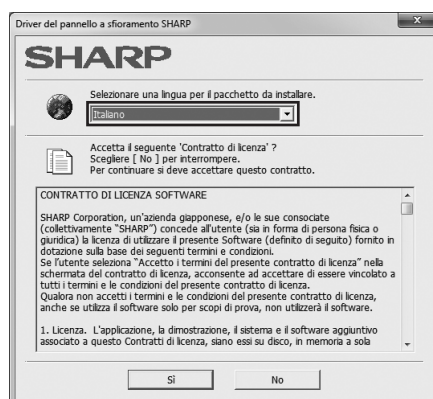 Driver del pannello a sfioramento SHARP
SHARP
Selezionare una lingua per il pacchetto da installare.
Italiano
Accetta il seguente 'Contratto di licenza' ?
Scegliere [ No ] per interrompere.
Per continuare si deve accettare questo contratto.
CONTRATTO DI LICENZA SOFTWARE
SHARP Corporation, un'azienda giapponese, e/o le sue consociate
(collettivamente "SHARP") concede all'utente (sia in forma di persona fisica o
giuridica) la licenza di utilizzare il presente Software (definito di seguito) fornito in
dotazione sulla base dei seguenti termini e condizioni.
Se l'utente seleziona "Accetto i termini del presente contratto di licenza" nella
schermata del contratto di licenza, acconsente ad accettare di essere vincolato a
tutti i termini e le condizioni del presente contratto di licenza.
Qualora non accetti i termini e le condizioni del presente contratto di licenza,
anche se utilizza il software solo per scopi di prova, non utilizzerà il software.
1. Licenza. L'applicazione, la dimostrazione, il sistema e il software aggiuntivo
associato a questo Contratti di licenza, siano essi su disco, in memoria a sola
Sì
No